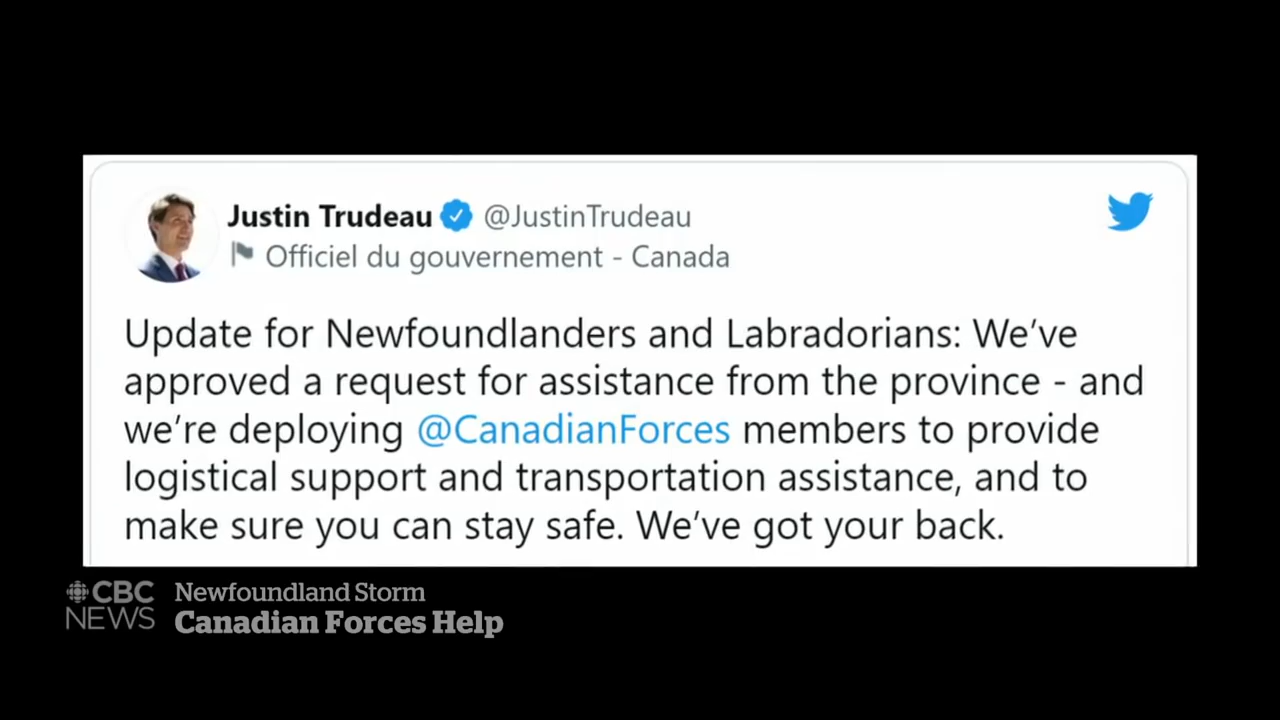 Justin Trudeau @JustinTrudeau
Officiel du gouvernement - Canada
Update for Newfoundlanders and Labradorians: We've
approved a request for assistance from the province - and
we're deploying @CanadianForces members to provide
logistical support and transportation assistance, and to
make sure you can stay safe. We've got your back.
CBC
NEWS
Newfoundland Storm
Canadian Forces Help